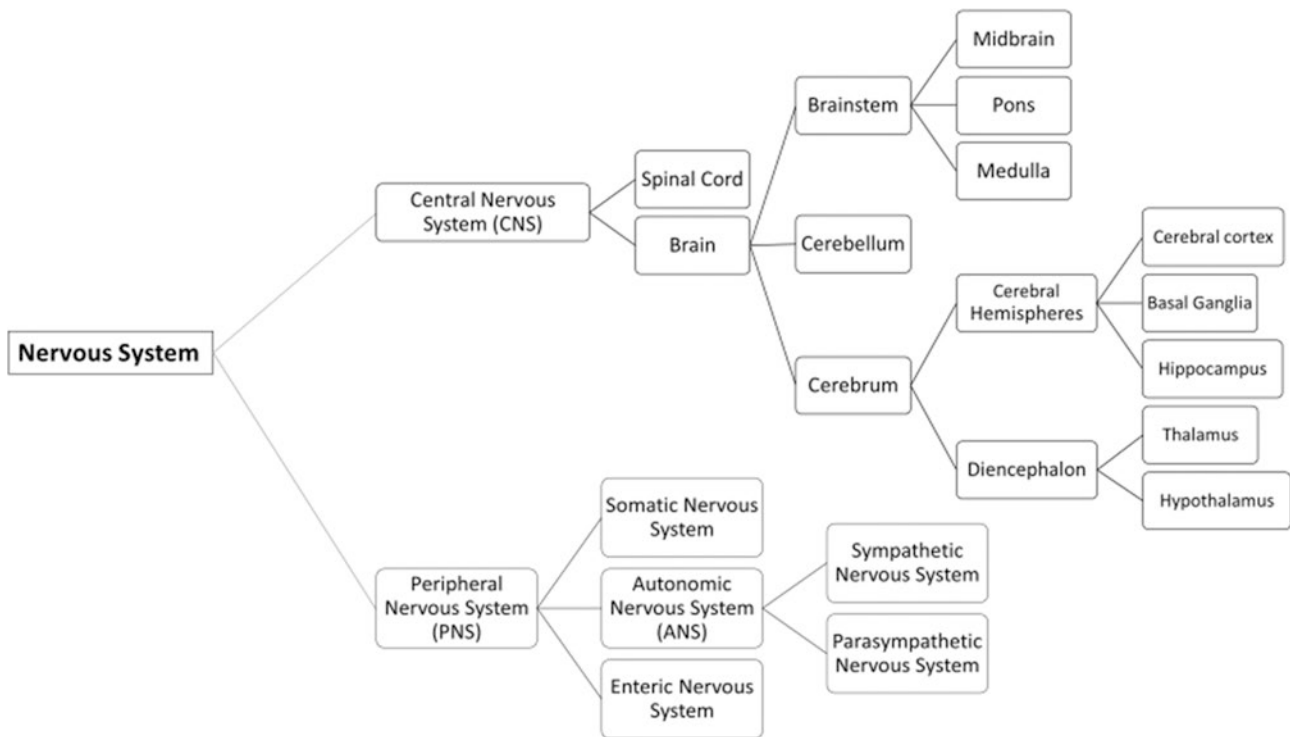 Midbrain
Brainstem
Pons
Medulla
Spinal Cord
Central Nervous
System (CNS)
Brain
Cerebellum
Cerebral cortex
Cerebral
Hemispheres
Basal Ganglia
Nervous System
Cerebrum
Hippocampus
Thalamus
Diencephalon
Hypothalamus
Somatic Nervous
System
Sympathetic
Nervous System
Peripheral
Nervous System
(PNS)
Autonomic
Nervous System
(ANS)
Parasympathetic
Nervous System
Enteric Nervous
System